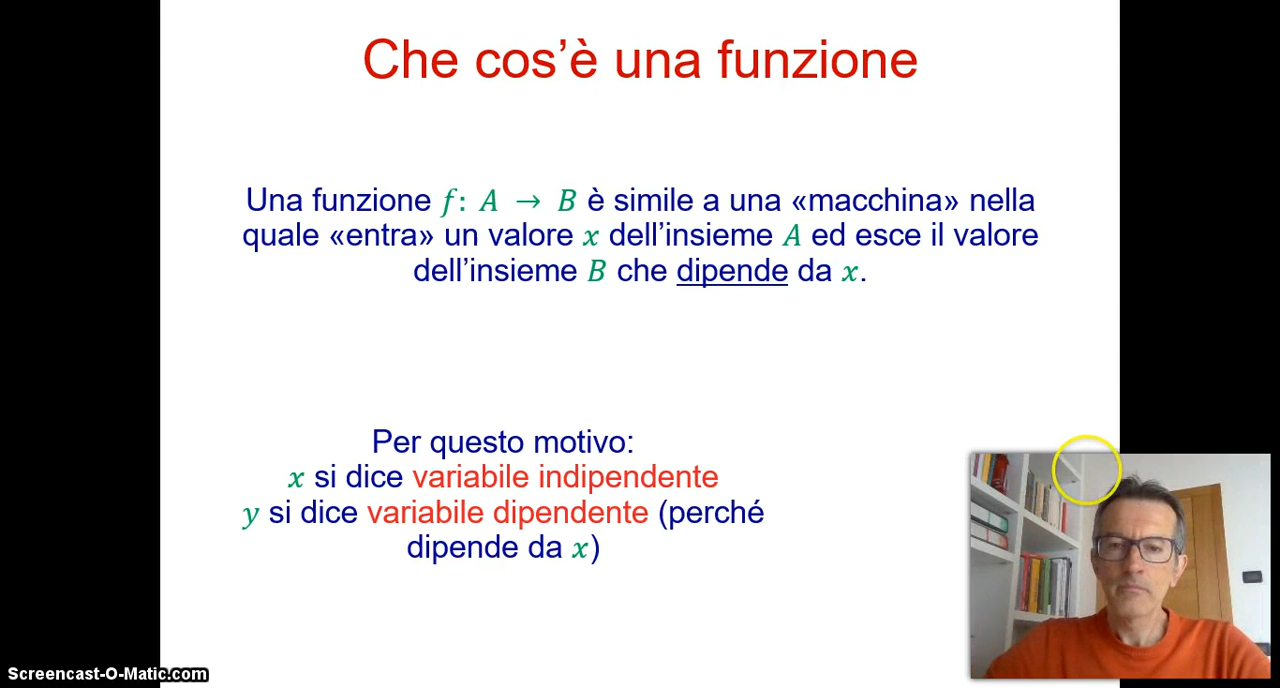 Che cos’è una funzione
Una funzione 𝑓: 𝐴 → 𝐵 è simile a una «macchina» nella
quale «entra» un valore 𝑥 dell’insieme 𝐴 ed esce il valore
dell’insieme 𝐵 che dipende da 𝑥.
Per questo motivo:
𝑥 si dice variabile indipendente
𝑦 si dice variabile dipendente (perché
dipende da 𝑥)
Screencast-O-Matic.com